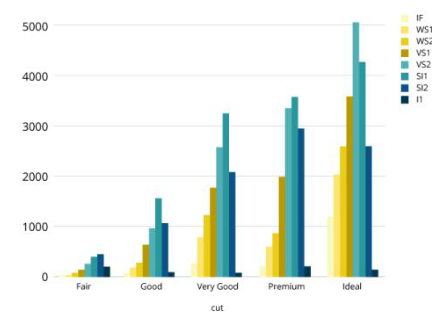 5000
4000
3000
2000
1000
0
Fair Good Very Good Premium Ideal
cut
IF
WS1
WS2
VS1
VS2
SI1
SI2
I1